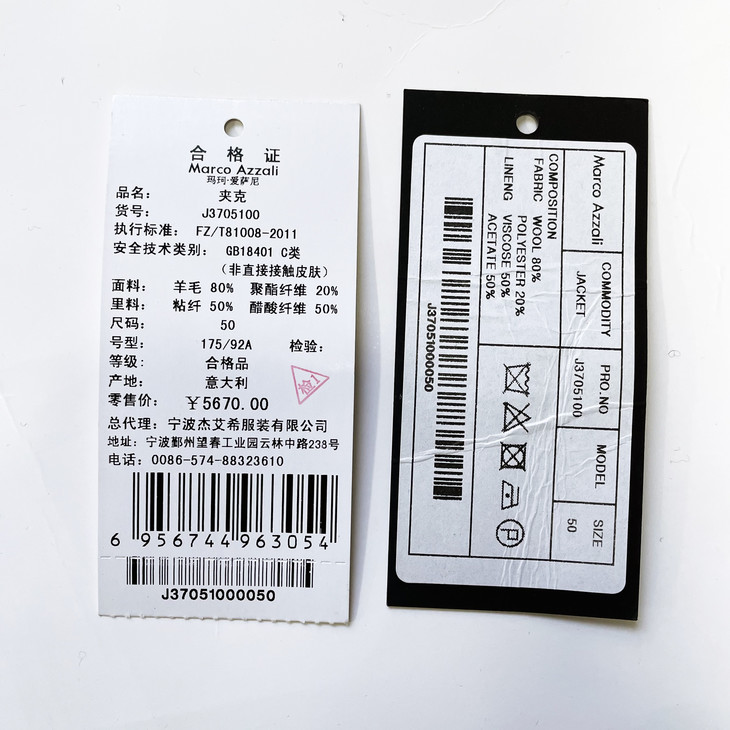 合格证
Marco Azzali
玛珂·爱萨尼
品名： 夹克
货号： J3705100
执行标准： FZ/T81008-2011
安全技术类别： GB18401 C类
（非直接接触皮肤）
面料： 羊毛 80% 聚酯纤维 20%
里料： 粘纤 50% 醋酸纤维 50%
尺码： 50
号型： 175/92A 检验：
等级： 合格品
检1
产地： 意大利
零售价： ￥5670.00
总代理：宁波杰艾希服装有限公司
地址：宁波鄞州望春工业园云林中路238号
电话：0086-574-88323610
6 956744 963054
J37051000050
Marco Azzali
COMMODITY
JACKET
PRO.NO
J3705100
MODEL
SIZE
50
COMPOSITION
FABRIC WOOL 80%
POLYESTER 20%
LINENG VISCOSE 50%
ACETATE 50%
P
J37051000050